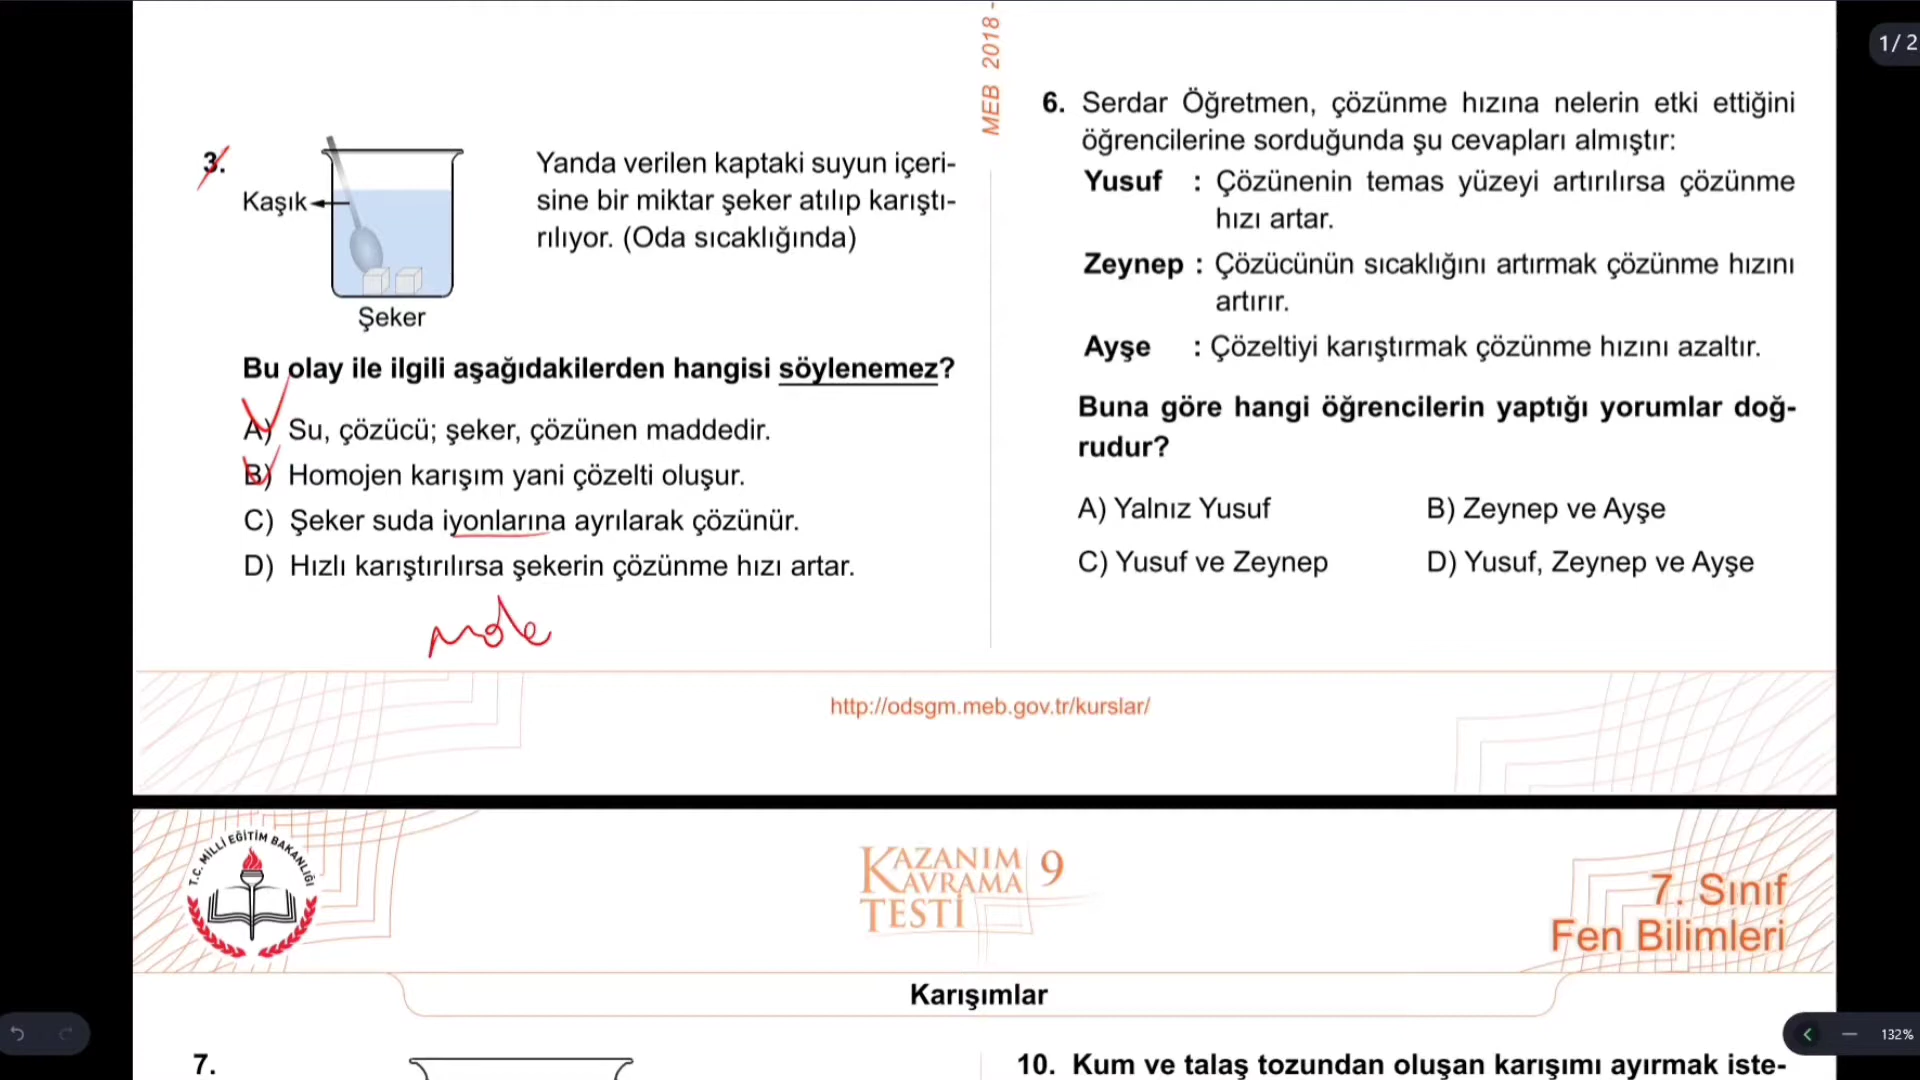 1 / 2
MEB 2018 -
3.
Kaşık
Şeker
Yanda verilen kaptaki suyun içeri-
sine bir miktar şeker atılıp karıştı-
rılıyor. (Oda sıcaklığında)
Bu olay ile ilgili aşağıdakilerden hangisi söylenemez?
A) Su, çözücü; şeker, çözünen maddedir.
B) Homojen karışım yani çözelti oluşur.
C) Şeker suda iyonlarına ayrılarak çözünür.
D) Hızlı karıştırılırsa şekerin çözünme hızı artar.
mole
6. Serdar Öğretmen, çözünme hızına nelerin etki ettiğini
öğrencilerine sorduğunda şu cevapları almıştır:
Yusuf : Çözünenin temas yüzeyi artırılırsa çözünme
hızı artar.
Zeynep : Çözücünün sıcaklığını artırmak çözünme hızını
artırır.
Ayşe : Çözeltiyi karıştırmak çözünme hızını azaltır.
Buna göre hangi öğrencilerin yaptığı yorumlar doğ-
rudur?
A) Yalnız Yusuf
B) Zeynep ve Ayşe
C) Yusuf ve Zeynep
D) Yusuf, Zeynep ve Ayşe
http://odsgm.meb.gov.tr/kurslar/
T.C. MİLLİ EĞİTİM BAKANLIĞI
KAZANIM
KAVRAMA
TESTİ
9
7. Sınıf
Fen Bilimleri
Karışımlar
7.
10. Kum ve talaş tozundan oluşan karışımı ayırmak iste-
132%